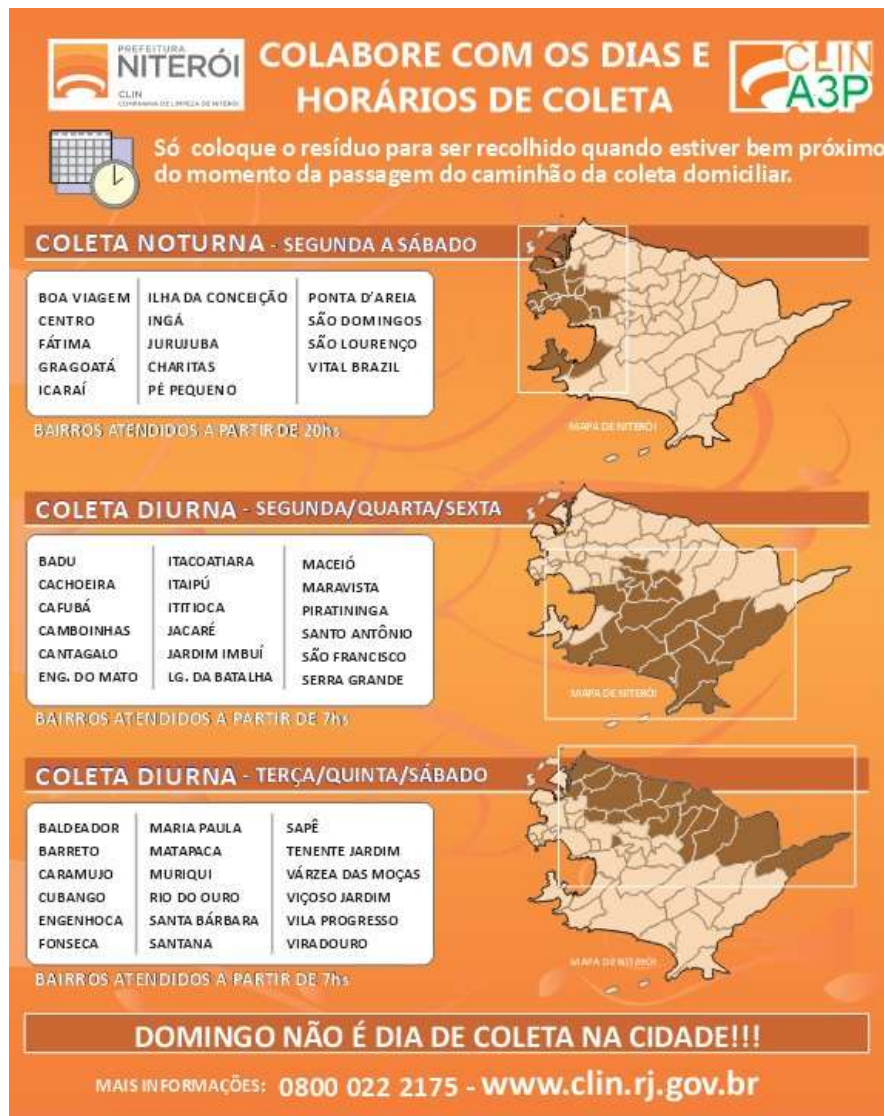 PREFEITURA
NITERÓI
CLIN
COMPANHIA DE LIMPEZA DE NITERÓI
COLABORE COM OS DIAS E
HORÁRIOS DE COLETA
CLIN
A3P
Só coloque o resíduo para ser recolhido quando estiver bem próximo
do momento da passagem do caminhão da coleta domiciliar.
COLETA NOTURNA - SEGUNDA A SÁBADO
BOA VIAGEM
CENTRO
FÁTIMA
GRAGOATÁ
ICARAÍ
ILHA DA CONCEIÇÃO
INGÁ
JURUJUBA
CHARITAS
PÉ PEQUENO
PONTA D'AREIA
SÃO DOMINGOS
SÃO LOURENÇO
VITAL BRAZIL
BAIRROS ATENDIDOS A PARTIR DE 20hs
MAPA DE NITERÓI
COLETA DIURNA - SEGUNDA/QUARTA/SEXTA
BADU
CACHOEIRA
CAFUBÁ
CAMBOINHAS
CANTAGALO
ENG. DO MATO
ITACOATIARA
ITAIPÚ
ITITIOCA
JACARÉ
JARDIM IMBUÍ
LG. DA BATALHA
MACEIÓ
MARAVISTA
PIRATININGA
SANTO ANTÔNIO
SÃO FRANCISCO
SERRA GRANDE
BAIRROS ATENDIDOS A PARTIR DE 7hs
MAPA DE NITERÓI
COLETA DIURNA - TERÇA/QUINTA/SÁBADO
BALDEADOR
BARRETO
CARAMUJO
CUBANGO
ENGENHOCA
FONSECA
MARIA PAULA
MATAPACA
MURIQUI
RIO DO OURO
SANTA BÁRBARA
SANTANA
SAPÊ
TENENTE JARDIM
VÁRZEA DAS MOÇAS
VIÇOSO JARDIM
VILA PROGRESSO
VIRADOURO
BAIRROS ATENDIDOS A PARTIR DE 7hs
MAPA DE NITERÓI
DOMINGO NÃO É DIA DE COLETA NA CIDADE!!!
MAIS INFORMAÇÕES: 0800 022 2175 - www.clin.rj.gov.br